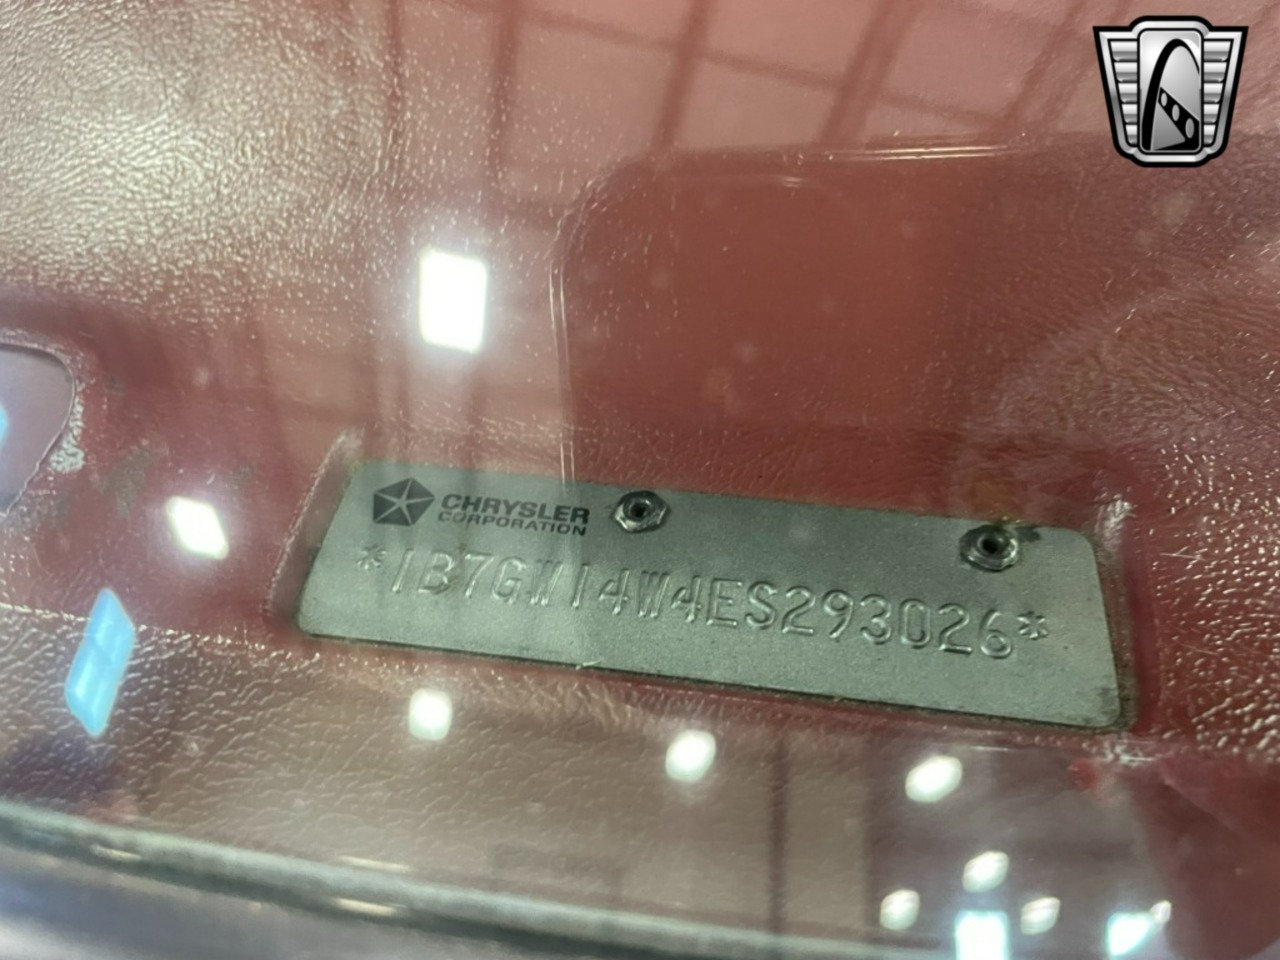 CHRYSLER
CORPORATION
*1B7GW14W4ES293026*